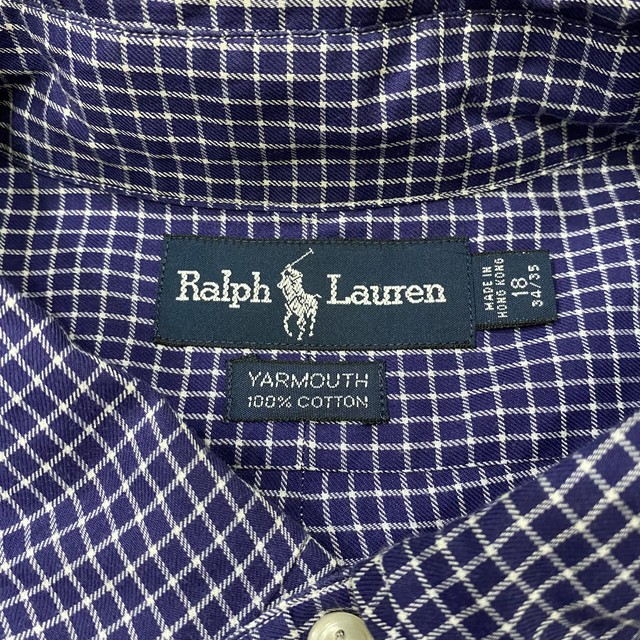 Ralph Lauren
MADE IN
HONG KONG
18
34/35
YARMOUTH
100% COTTON